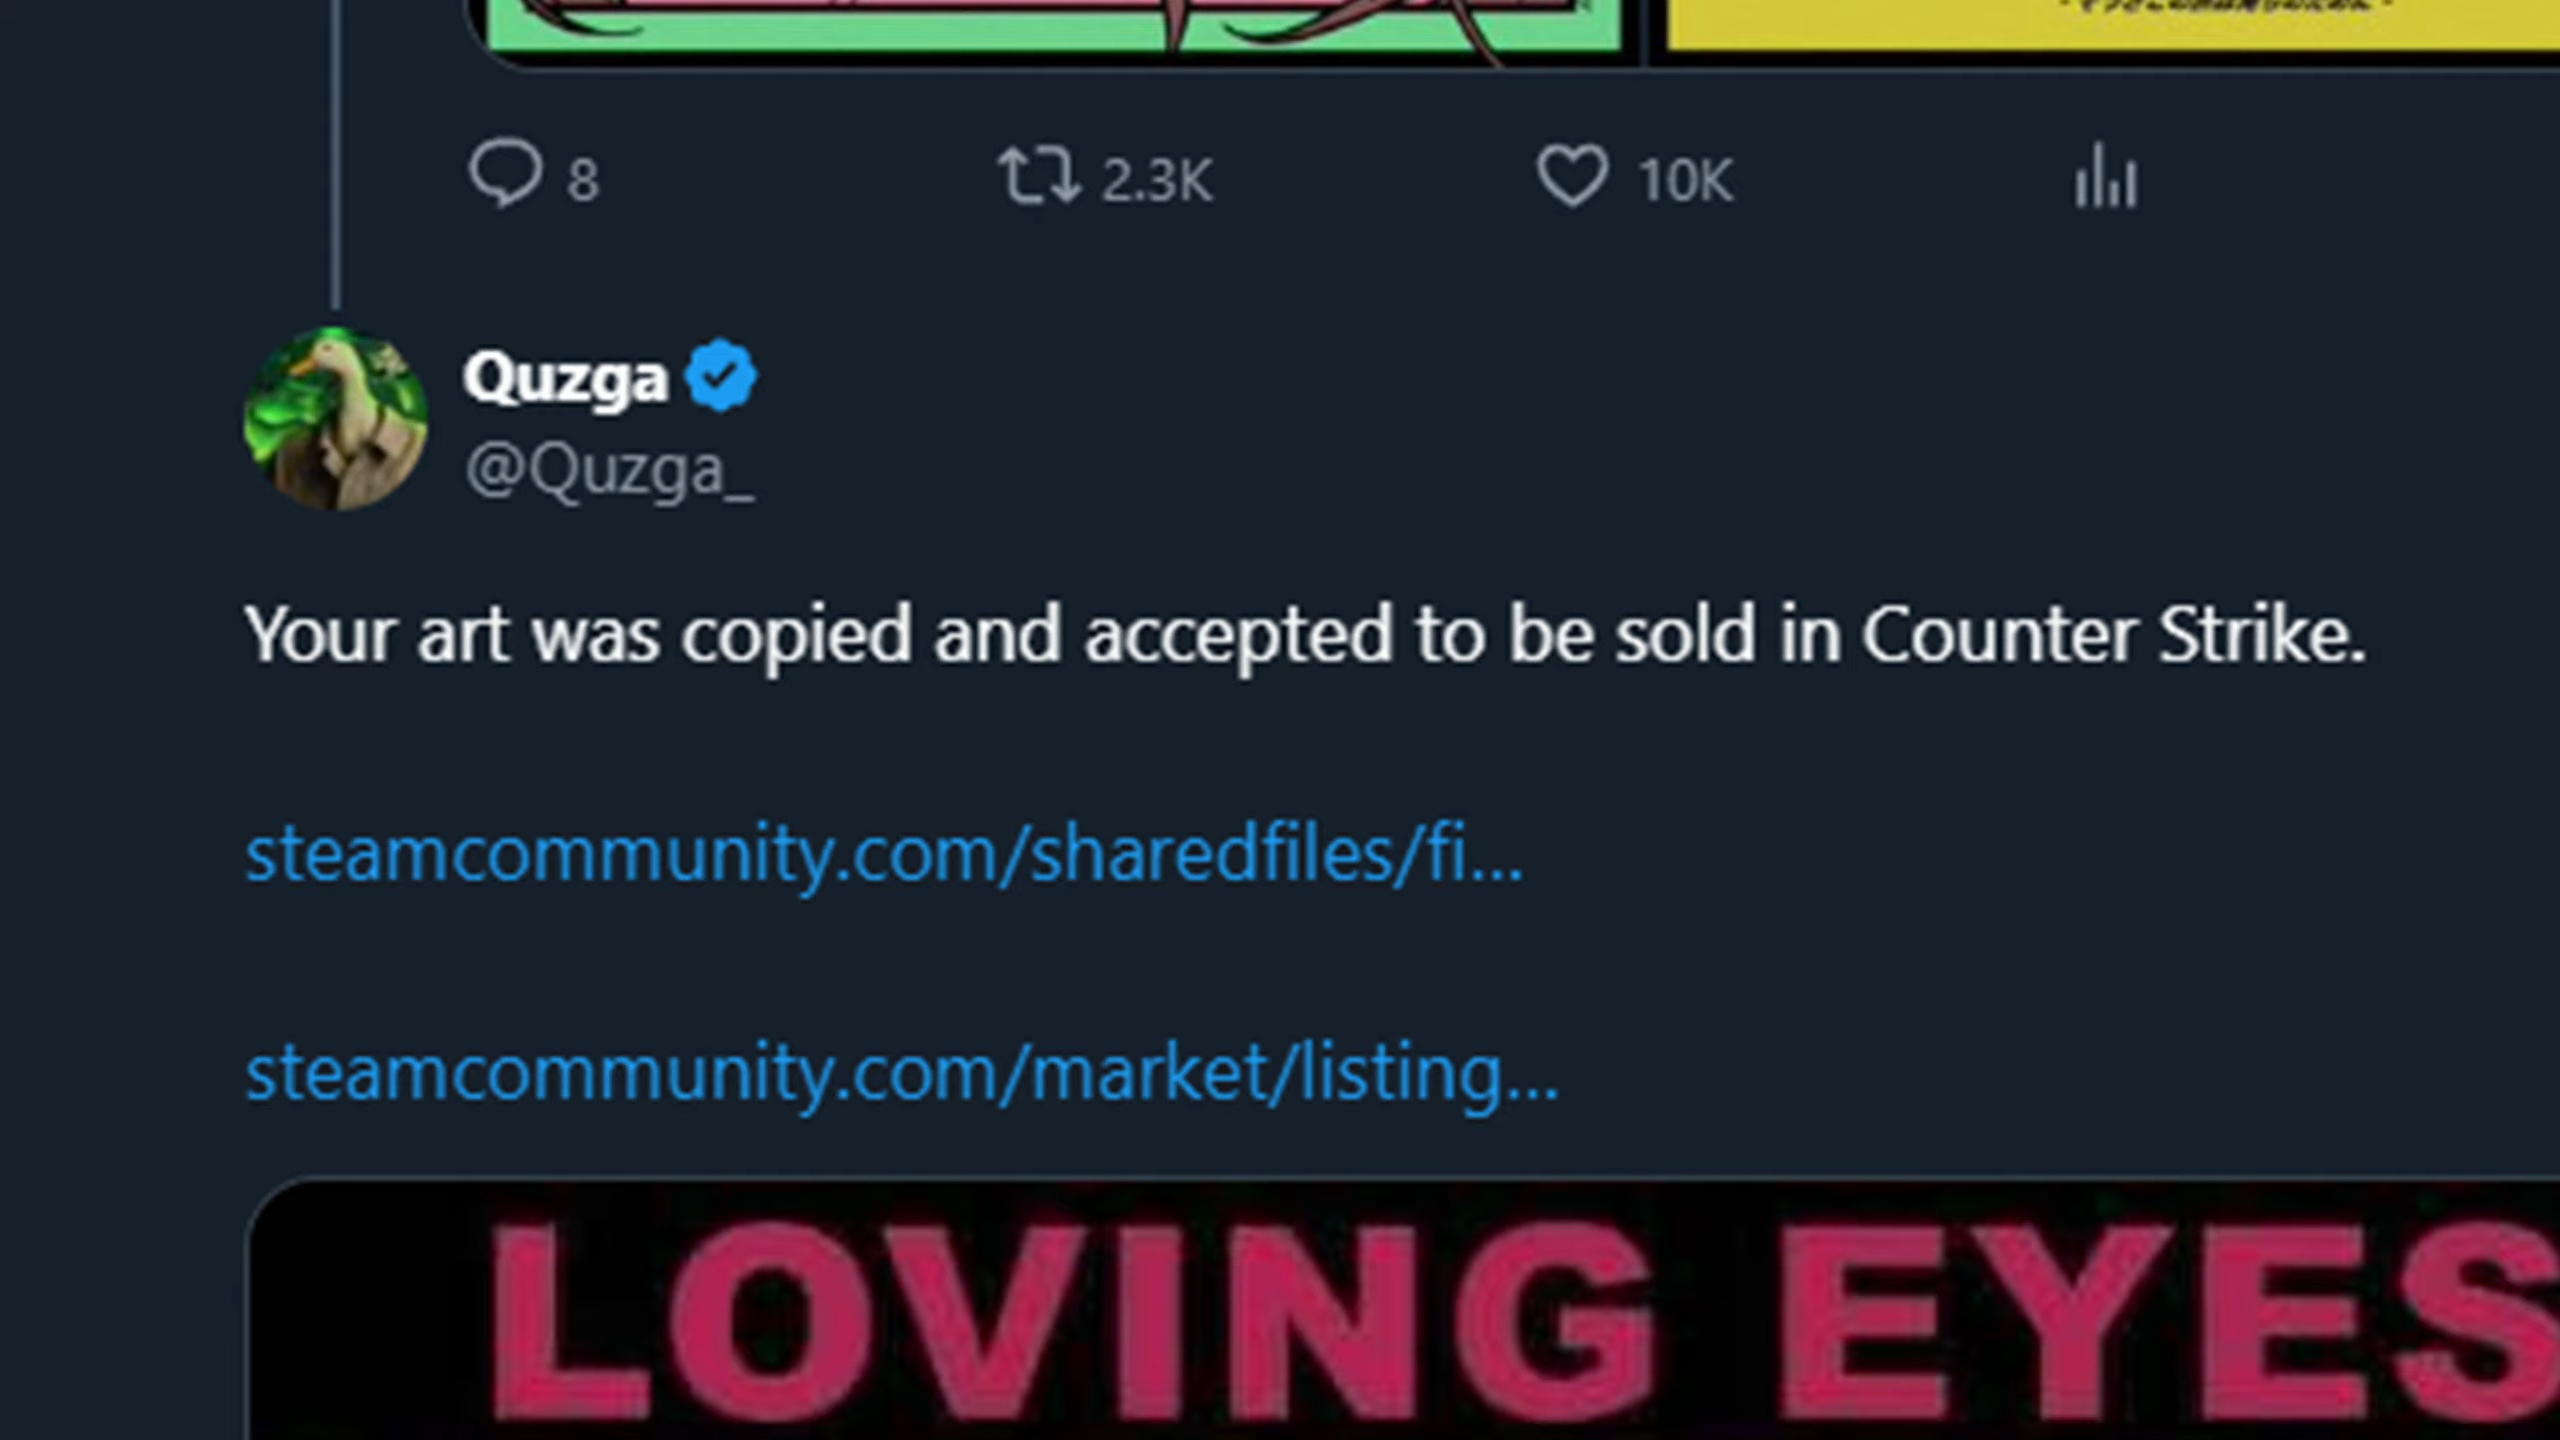 8 2.3K 10K
Quzga
@Quzga_
Your art was copied and accepted to be sold in Counter Strike.
steamcommunity.com/sharedfiles/fi...
steamcommunity.com/market/listing...
LOVING EYES